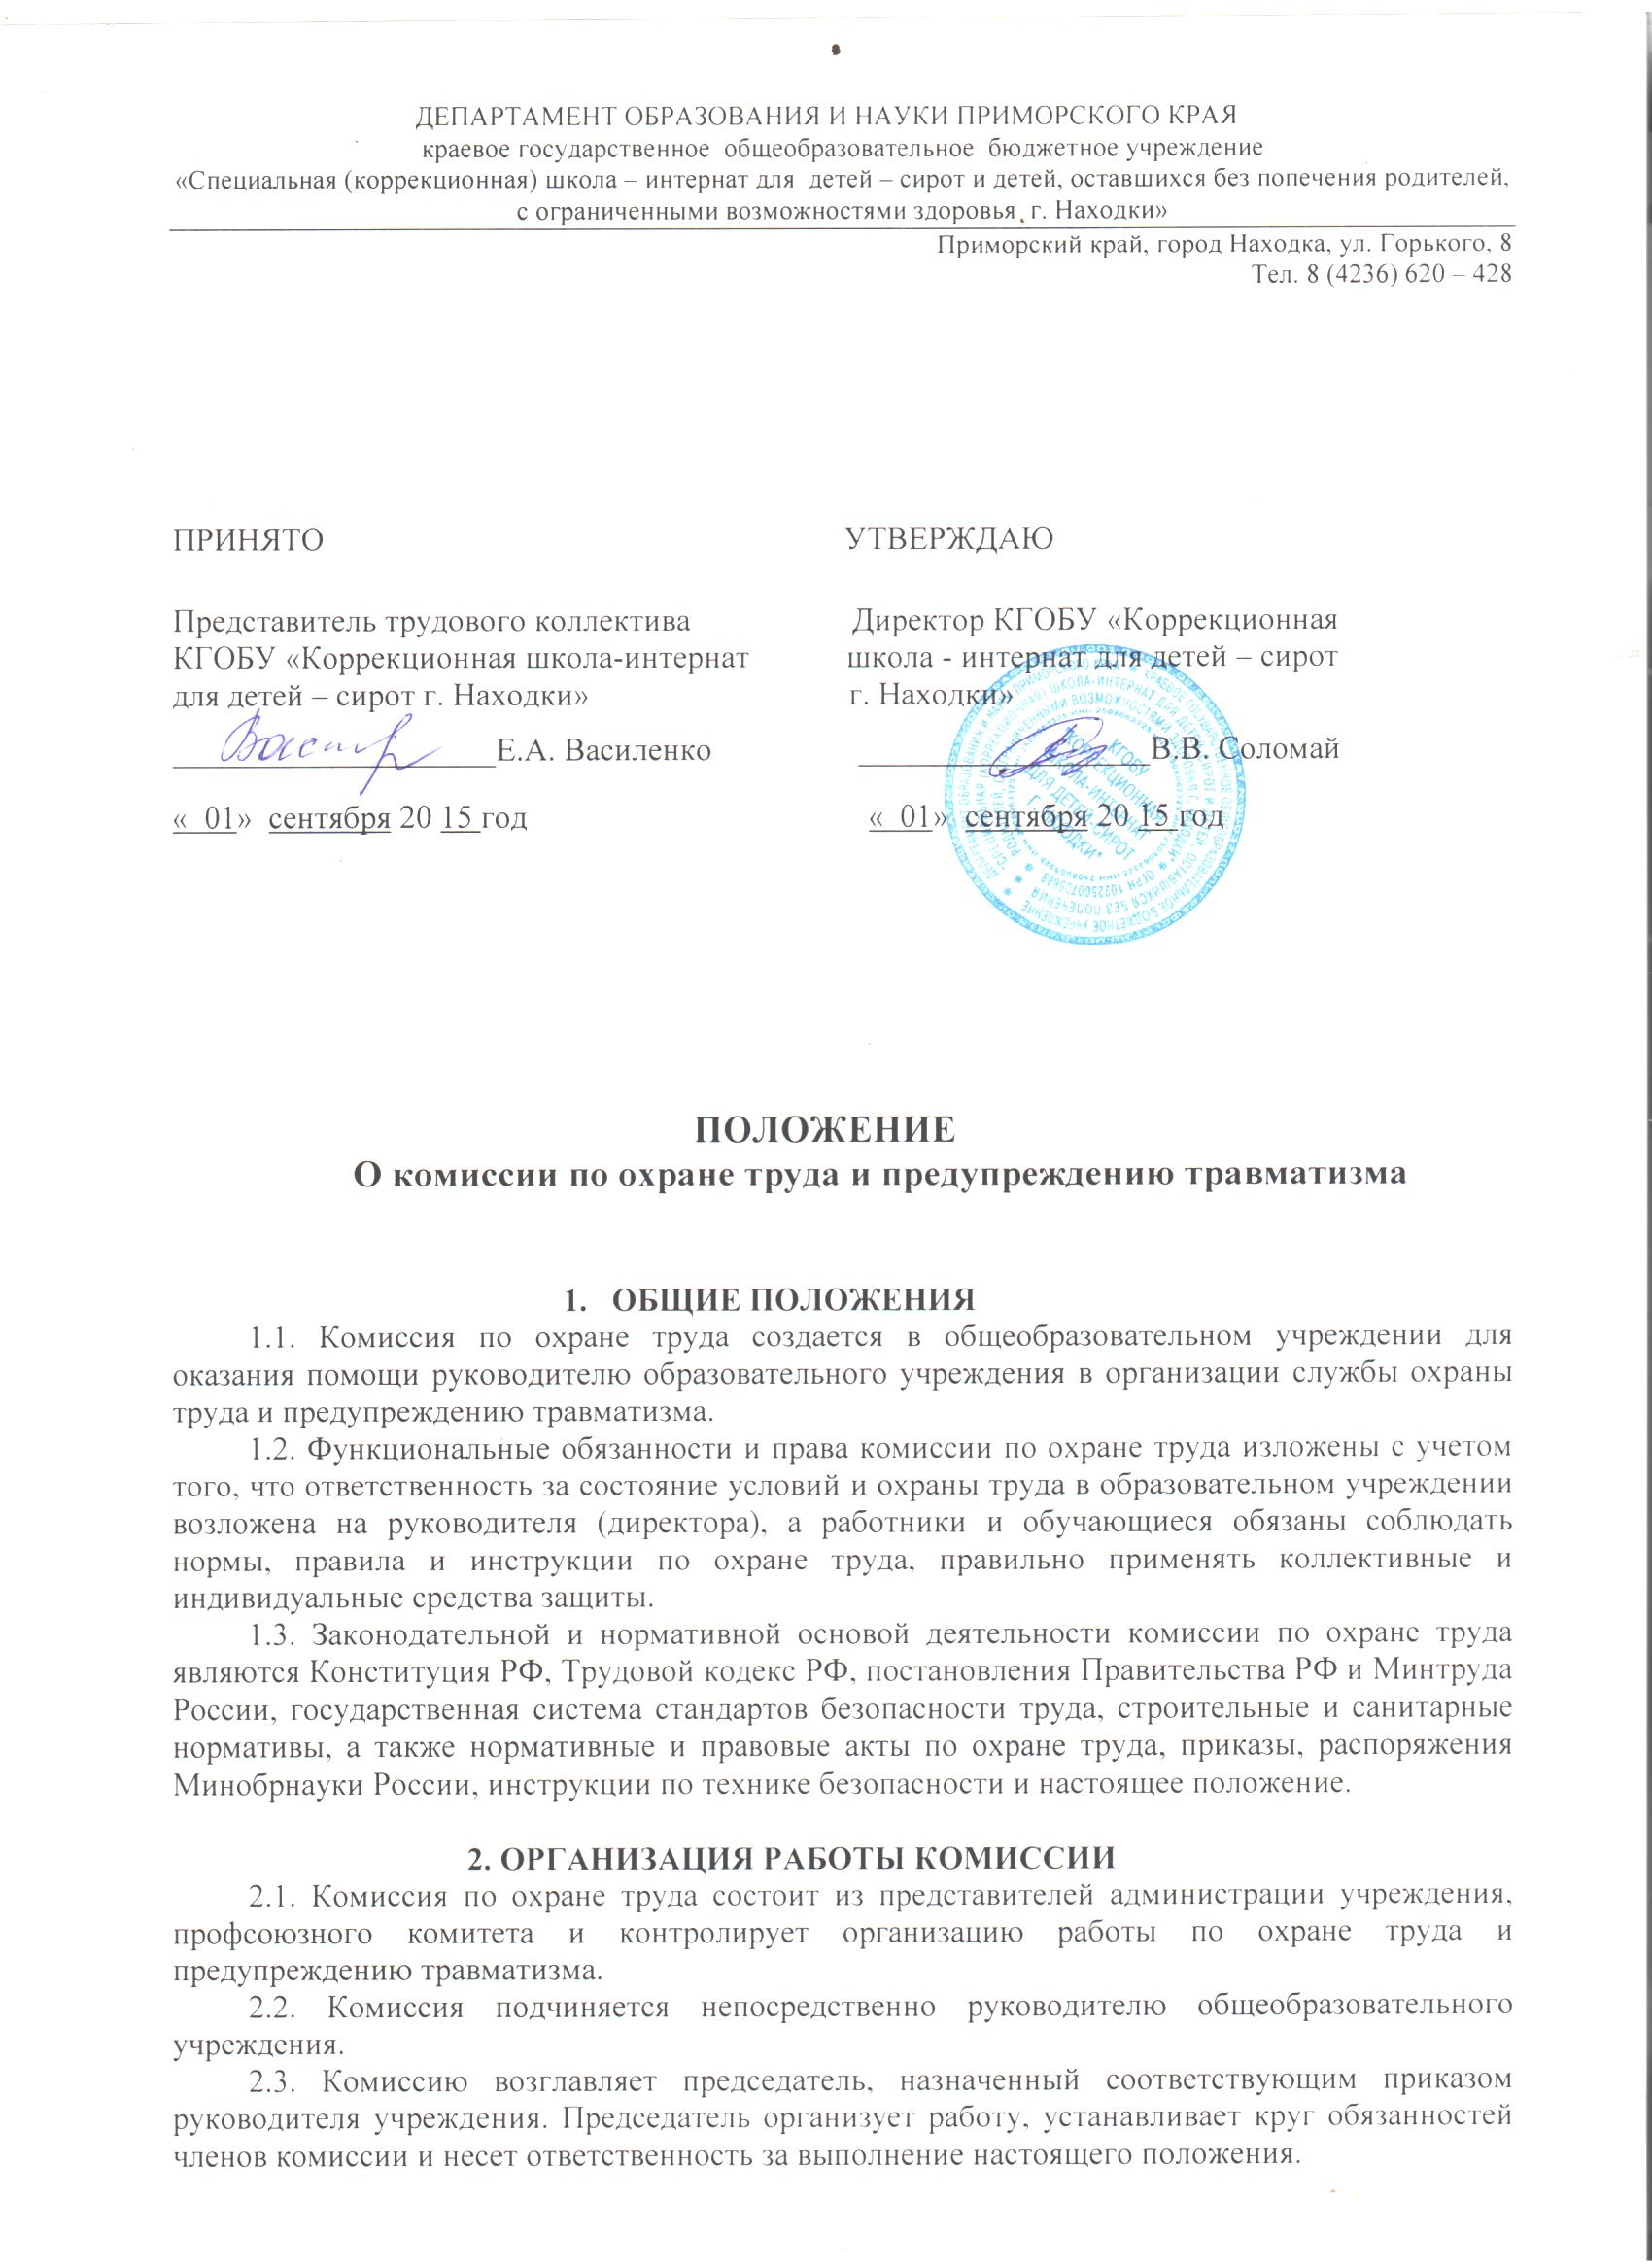 ДЕПАРТАМЕНТ ОБРАЗОВАНИЯ И НАУКИ ПРИМОРСКОГО КРАЯ
краевое государственное общеобразовательное бюджетное учреждение
«Специальная (коррекционная) школа – интернат для детей – сирот и детей, оставшихся без попечения родителей,
с ограниченными возможностями здоровья, г. Находки»
Приморский край, город Находка, ул. Горького, 8
Тел. 8 (4236) 620 – 428
ПРИНЯТО
Представитель трудового коллектива
КГОБУ «Коррекционная школа-интернат
для детей – сирот г. Находки»
Е.А. Василенко
« 01» сентября 20 15 год
УТВЕРЖДАЮ
Директор КГОБУ «Коррекционная
школа - интернат для детей – сирот
г. Находки»
В.В. Соломай
« 01» сентября 20 15 год
КГОБУ
"КОРРЕКЦИОННАЯ
ШКОЛА-ИНТЕРНАТ
ДЛЯ ДЕТЕЙ-СИРОТ
Г. НАХОДКИ"
ПОЛОЖЕНИЕ
О комиссии по охране труда и предупреждению травматизма
1. ОБЩИЕ ПОЛОЖЕНИЯ
1.1. Комиссия по охране труда создается в общеобразовательном учреждении для
оказания помощи руководителю образовательного учреждения в организации службы охраны
труда и предупреждению травматизма.
1.2. Функциональные обязанности и права комиссии по охране труда изложены с учетом
того, что ответственность за состояние условий и охраны труда в образовательном учреждении
возложена на руководителя (директора), а работники и обучающиеся обязаны соблюдать
нормы, правила и инструкции по охране труда, правильно применять коллективные и
индивидуальные средства защиты.
1.3. Законодательной и нормативной основой деятельности комиссии по охране труда
являются Конституция РФ, Трудовой кодекс РФ, постановления Правительства РФ и Минтруда
России, государственная система стандартов безопасности труда, строительные и санитарные
нормативы, а также нормативные и правовые акты по охране труда, приказы, распоряжения
Минобрнауки России, инструкции по технике безопасности и настоящее положение.
2. ОРГАНИЗАЦИЯ РАБОТЫ КОМИССИИ
2.1. Комиссия по охране труда состоит из представителей администрации учреждения,
профсоюзного комитета и контролирует организацию работы по охране труда и
предупреждению травматизма.
2.2. Комиссия подчиняется непосредственно руководителю общеобразовательного
учреждения.
2.3. Комиссию возглавляет председатель, назначенный соответствующим приказом
руководителя учреждения. Председатель организует работу, устанавливает круг обязанностей
членов комиссии и несет ответственность за выполнение настоящего положения.